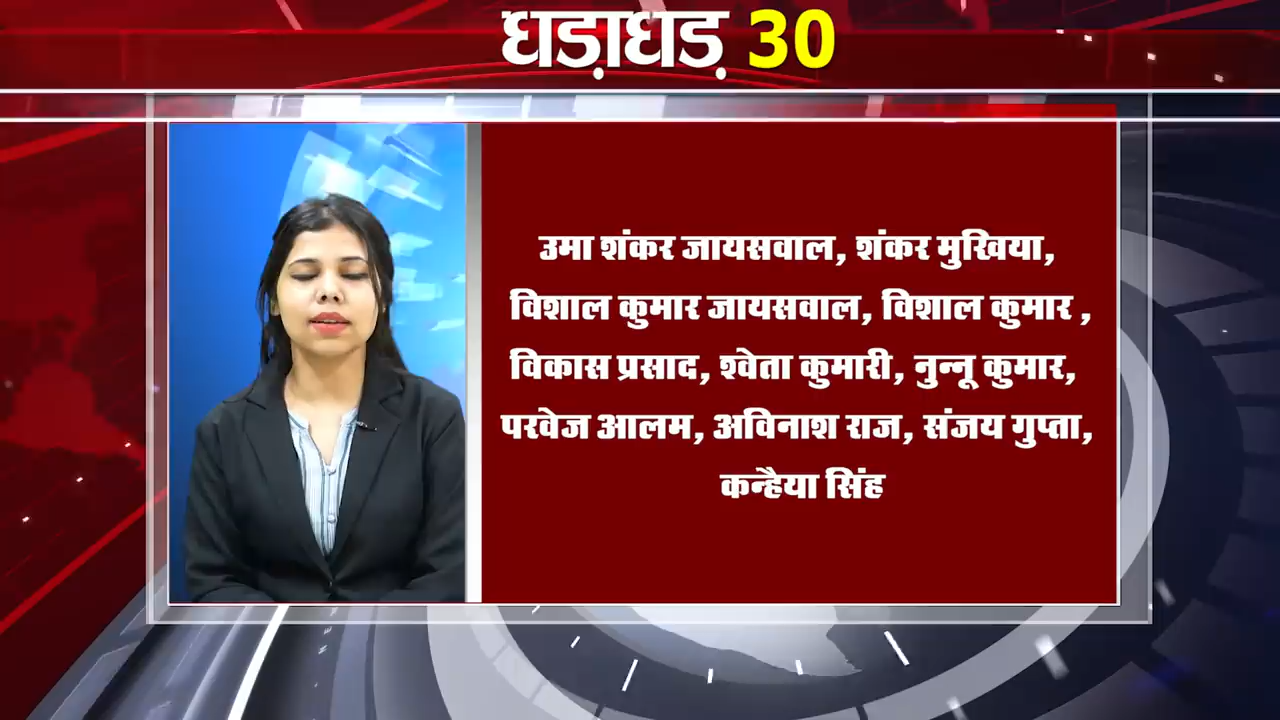 धड़ाधड़ 30
उमा शंकर जायसवाल, शंकर मुखिया,
विशाल कुमार जायसवाल, विशाल कुमार ,
विकास प्रसाद, श्वेता कुमारी, नुन्नू कुमार,
परवेज आलम, अविनाश राज, संजय गुप्ता,
कन्हैया सिंह